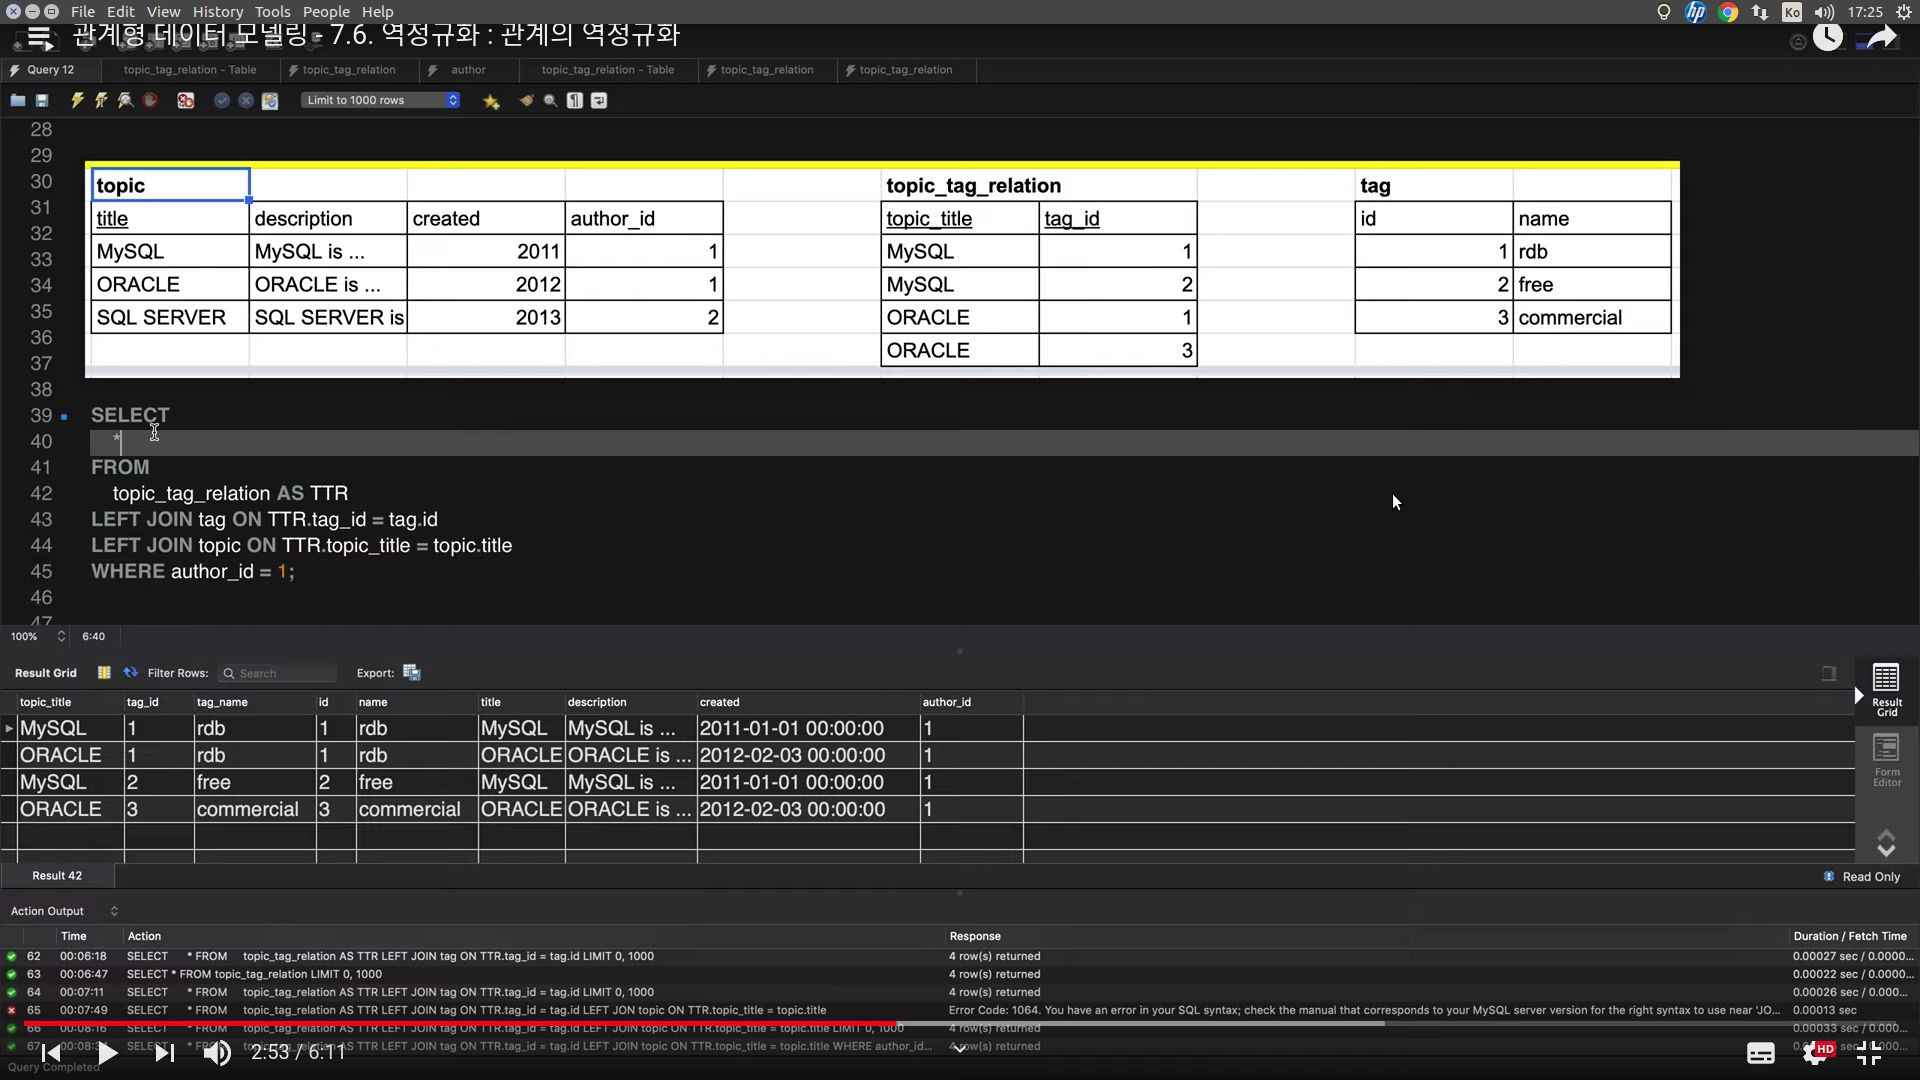 File Edit View History Tools People Help
Ko 17:25
관계형 데이터 모델링 - 7.6. 역정규화 : 관계의 역정규화
Query 12 topic_tag_relation - Table topic_tag_relation author topic_tag_relation - Table topic_tag_relation topic_tag_relation
Limit to 1000 rows
28
29
30 topic topic_tag_relation tag
31 title description created author_id topic_title tag_id id name
32
33 MySQL MySQL is ... 2011 1 MySQL 1 1 rdb
34 ORACLE ORACLE is ... 2012 1 MySQL 2 2 free
35 SQL SERVER SQL SERVER is 2013 2 ORACLE 1 3 commercial
36
37 ORACLE 3
38
39 SELECT
40 *
41 FROM
42 topic_tag_relation AS TTR
43 LEFT JOIN tag ON TTR.tag_id = tag.id
44 LEFT JOIN topic ON TTR.topic_title = topic.title
45 WHERE author_id = 1;
46
47
100% 6:40
Result Grid Filter Rows: Search Export:
topic_title tag_id tag_name id name title description created author_id
MySQL 1 rdb 1 rdb MySQL MySQL is ... 2011-01-01 00:00:00 1
ORACLE 1 rdb 1 rdb ORACLE ORACLE is ... 2012-02-03 00:00:00 1
MySQL 2 free 2 free MySQL MySQL is ... 2011-01-01 00:00:00 1
ORACLE 3 commercial 3 commercial ORACLE ORACLE is ... 2012-02-03 00:00:00 1
Result
Grid
Form
Editor
Result 42 Read Only
Action Output
Time Action Response Duration / Fetch Time
62 00:06:18 SELECT * FROM topic_tag_relation AS TTR LEFT JOIN tag ON TTR.tag_id = tag.id LIMIT 0, 1000 4 row(s) returned 0.00027 sec / 0.0000...
63 00:06:47 SELECT * FROM topic_tag_relation LIMIT 0, 1000 4 row(s) returned 0.00022 sec / 0.000...
64 00:07:11 SELECT * FROM topic_tag_relation AS TTR LEFT JOIN tag ON TTR.tag_id = tag.id LIMIT 0, 1000 4 row(s) returned 0.00026 sec / 0.000...
65 00:07:49 SELECT * FROM topic_tag_relation AS TTR LEFT JOIN tag ON TTR.tag_id = tag.id LEFT JON topic ON TTR.topic_title = topic.title Error Code: 1064. You have an error in your SQL syntax; check the manual that corresponds to your MySQL server version for the right syntax to use near 'JO... 0.00013 sec
66 00:08:16 SELECT * FROM topic_tag_relation AS TTR LEFT JOIN tag ON TTR.tag_id = tag.id LEFT JOIN topic ON TTR.topic_title = topic.title LIMIT 0, 1000 4 row(s) returned 0.00033 sec / 0.000...
67 SELECT * FROM topic_tag_relation AS TTR LEFT JOIN tag ON TTR.tag_id = tag.id LEFT JOIN topic ON TTR.topic_title = topic.title WHERE author_id... row(s) returned
2:53 / 6:11 HD
Query Completed